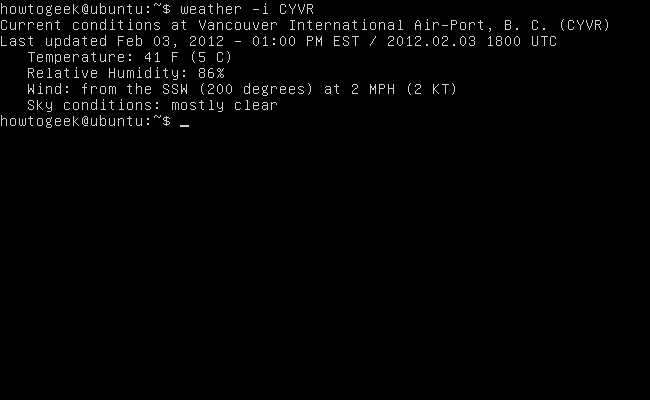 howtogeek@ubuntu:~$ weather -i CYVR
Current conditions at Vancouver International Air-Port, B. C. (CYVR)
Last updated Feb 03, 2012 - 01:00 PM EST / 2012.02.03 1800 UTC
   Temperature: 41 F (5 C)
   Relative Humidity: 86%
   Wind: from the SSW (200 degrees) at 2 MPH (2 KT)
   Sky conditions: mostly clear
howtogeek@ubuntu:~$ _